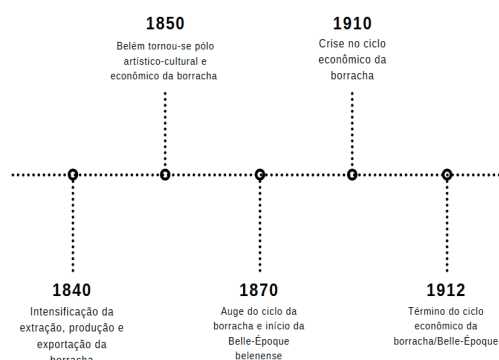 1850
Belém tornou-se pólo
artístico-cultural e
econômico da borracha
1910
Crise no ciclo
econômico da
borracha
1840
Intensificação da
extração, produção e
exportação da
borracha
1870
Auge do ciclo da
borracha e início da
Belle-Époque
belenense
1912
Término do ciclo
econômico da
borracha/Belle-Époque